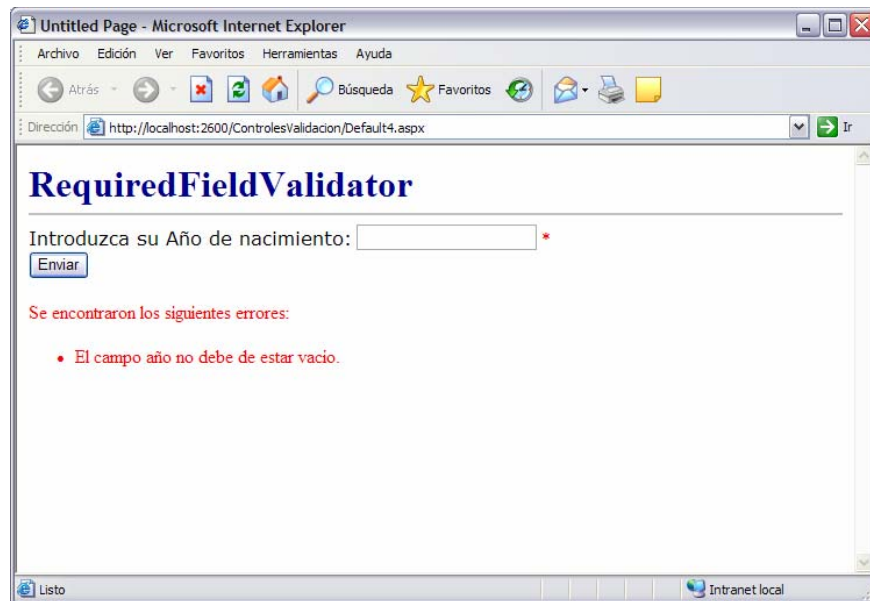 Untitled Page - Microsoft Internet Explorer
Archivo Edición Ver Favoritos Herramientas Ayuda
Atrás Búsqueda Favoritos
Dirección http://localhost:2600/ControlesValidacion/Default4.aspx Ir
RequiredFieldValidator
Introduzca su Año de nacimiento: *
Enviar
Se encontraron los siguientes errores:
• El campo año no debe de estar vacio.
Listo Intranet local